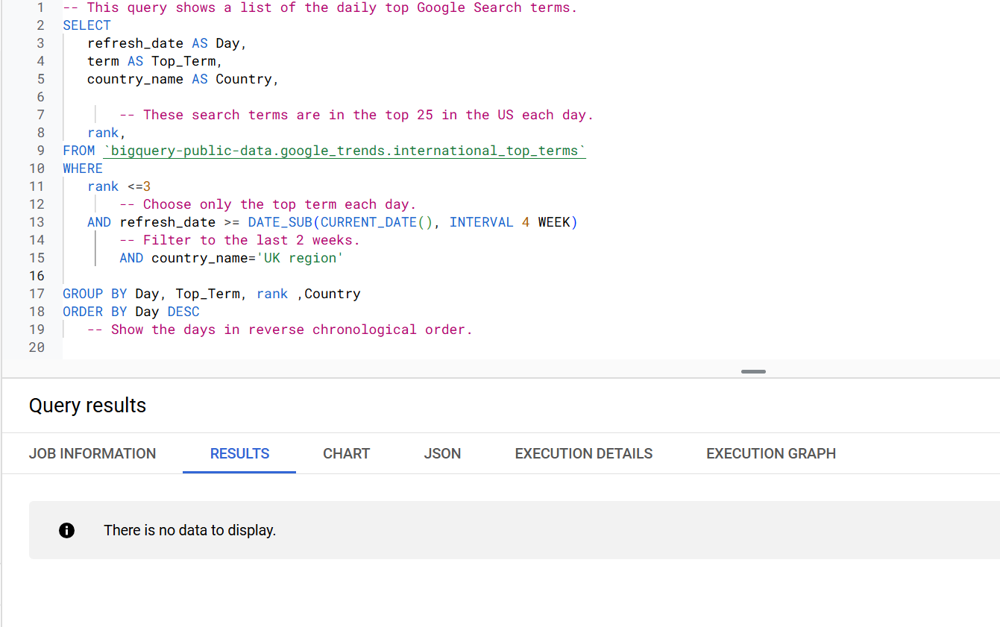 1 -- This query shows a list of the daily top Google Search terms.
2 SELECT
3 refresh_date AS Day,
4 term AS Top_Term,
5 country_name AS Country,
6
7 -- These search terms are in the top 25 in the US each day.
8 rank,
9 FROM `bigquery-public-data.google_trends.international_top_terms`
10 WHERE
11 rank <=3
12 -- Choose only the top term each day.
13 AND refresh_date >= DATE_SUB(CURRENT_DATE(), INTERVAL 4 WEEK)
14 -- Filter to the last 2 weeks.
15 AND country_name='UK region'
16
17 GROUP BY Day, Top_Term, rank ,Country
18 ORDER BY Day DESC
19 -- Show the days in reverse chronological order.
20
Query results
JOB INFORMATION RESULTS CHART JSON EXECUTION DETAILS EXECUTION GRAPH
There is no data to display.